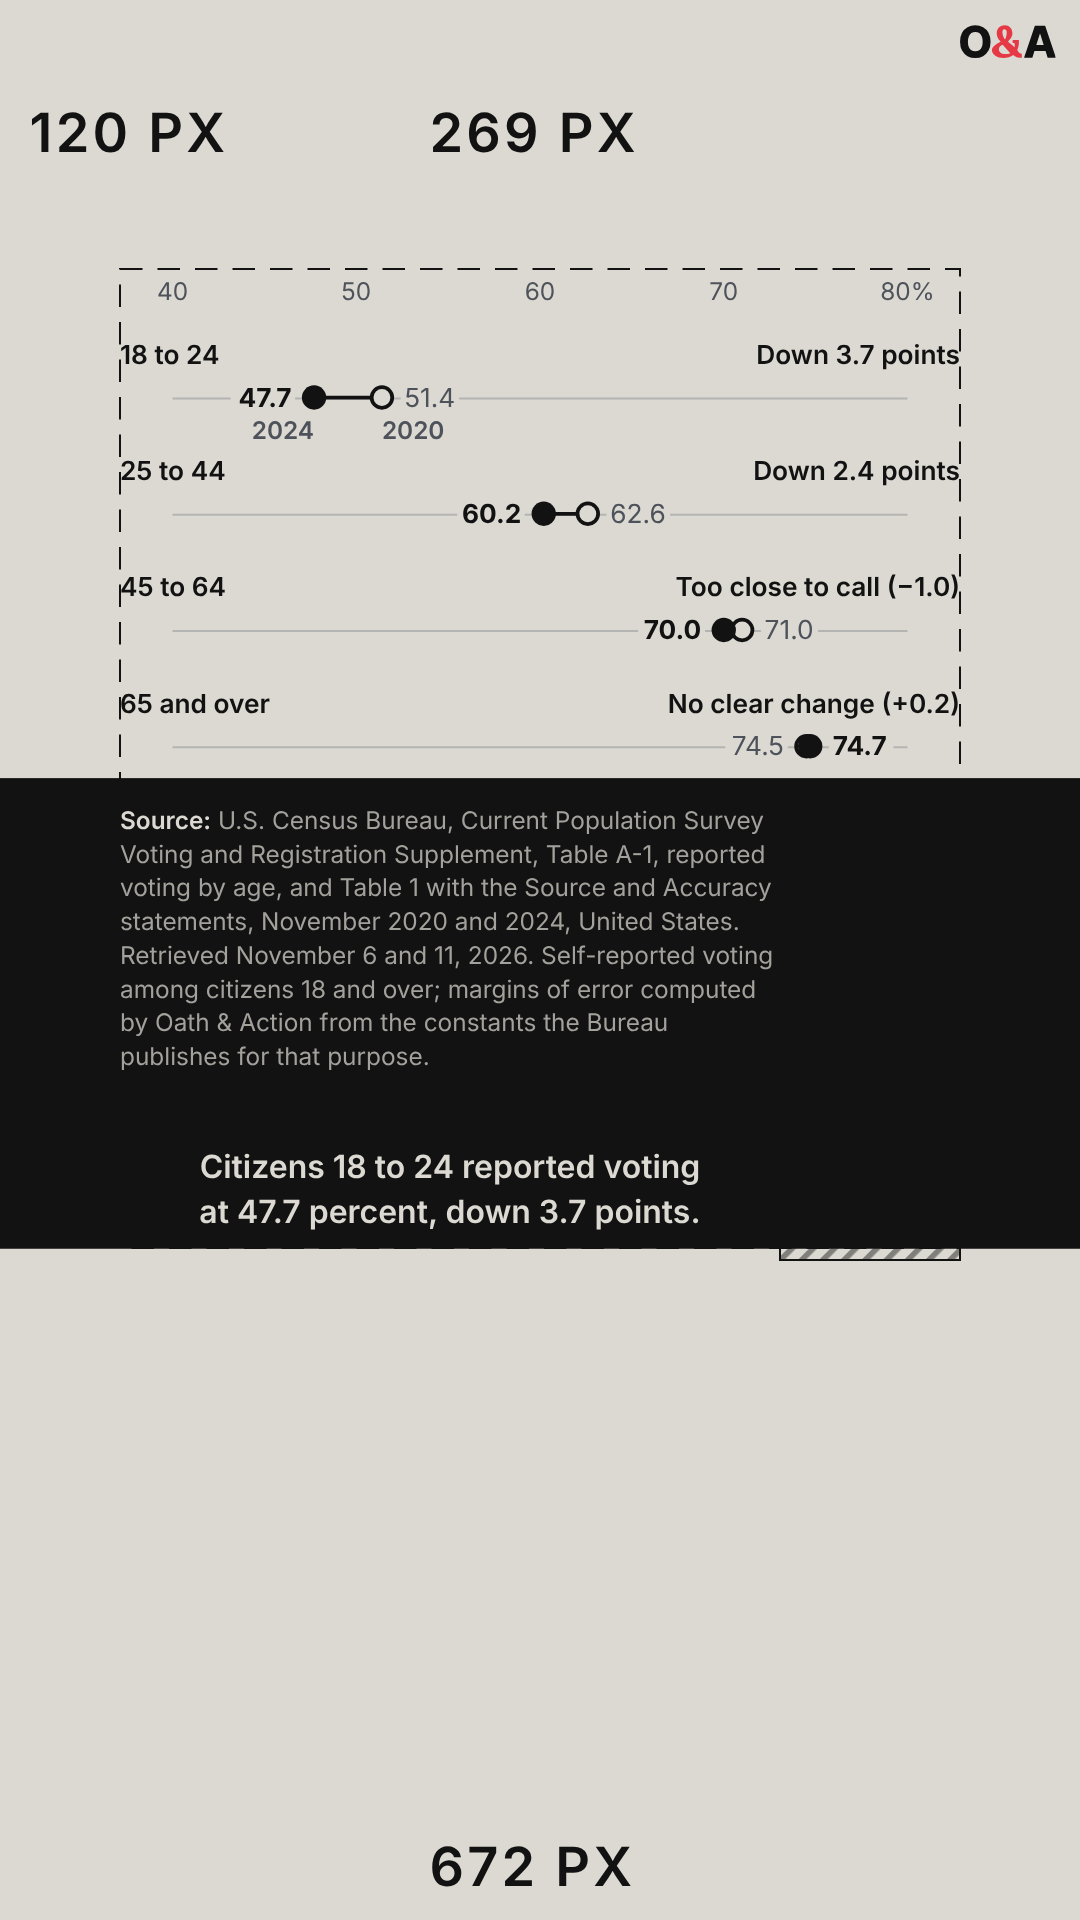 O&A
120 PX 269 PX
40 50 60 70 80%
18 to 24 Down 3.7 points
47.7 51.4
2024 2020
25 to 44 Down 2.4 points
60.2 62.6
45 to 64 Too close to call (−1.0)
70.0 71.0
65 and over No clear change (+0.2)
74.5 74.7
Source: U.S. Census Bureau, Current Population Survey
Voting and Registration Supplement, Table A-1, reported
voting by age, and Table 1 with the Source and Accuracy
statements, November 2020 and 2024, United States.
Retrieved November 6 and 11, 2026. Self-reported voting
among citizens 18 and over; margins of error computed
by Oath & Action from the constants the Bureau
publishes for that purpose.
Citizens 18 to 24 reported voting
at 47.7 percent, down 3.7 points.
672 PX